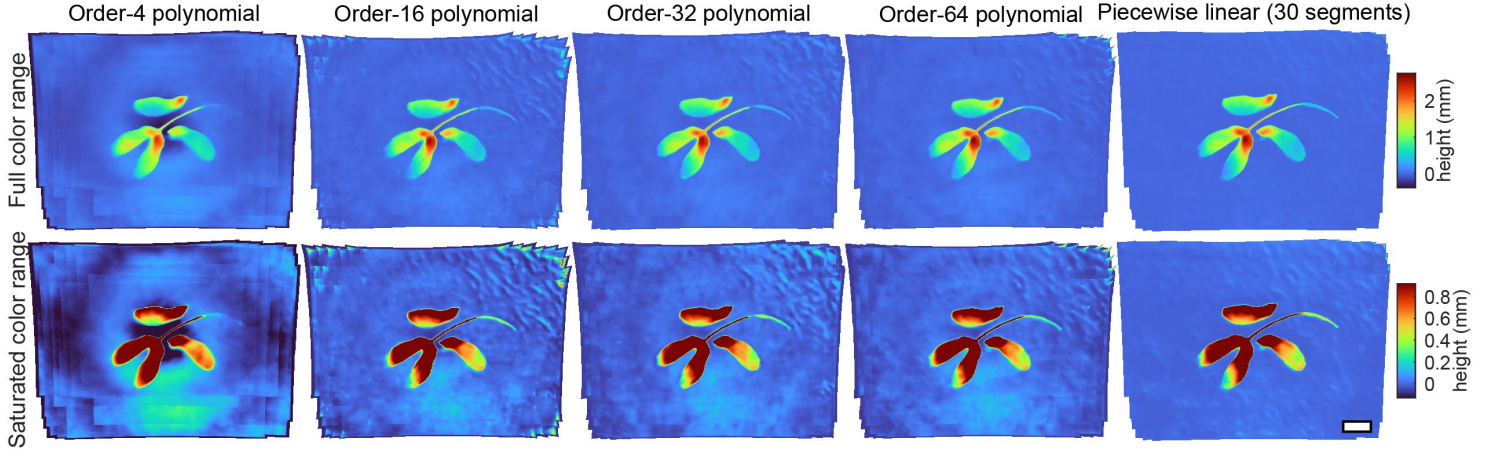 Order-4 polynomial
Order-16 polynomial
Order-32 polynomial
Order-64 polynomial
Piecewise linear (30 segments)
Full color range
2
1
0
height (mm)
Saturated color range
0.8
0.6
0.4
0.2
0
height (mm)